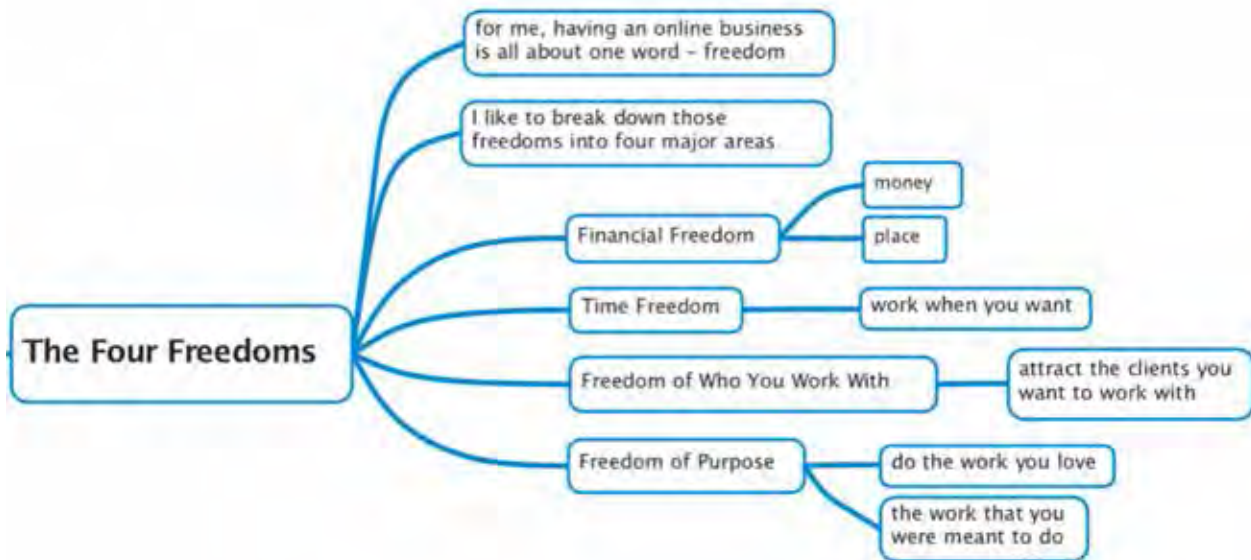 for me, having an online business
is all about one word – freedom
I like to break down those
freedoms into four major areas
money
Financial Freedom
place
Time Freedom
work when you want
The Four Freedoms
Freedom of Who You Work With
attract the clients you
want to work with
Freedom of Purpose
do the work you love
the work that you
were meant to do